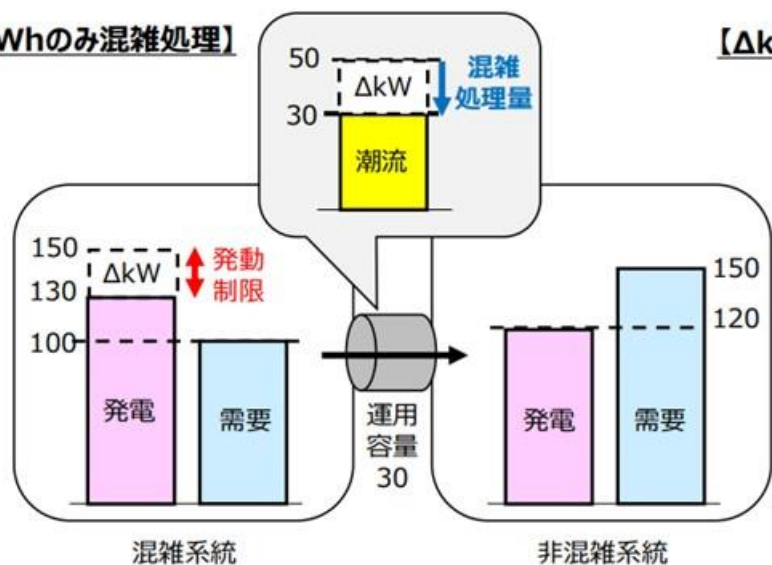 Whのみ混雑処理】
【Δk
50
ΔkW
混雑
処理量
30
潮流
150
ΔkW
発動
制限
130
100
発電
需要
運用
容量
30
150
120
発電
需要
混雑系統
非混雑系統